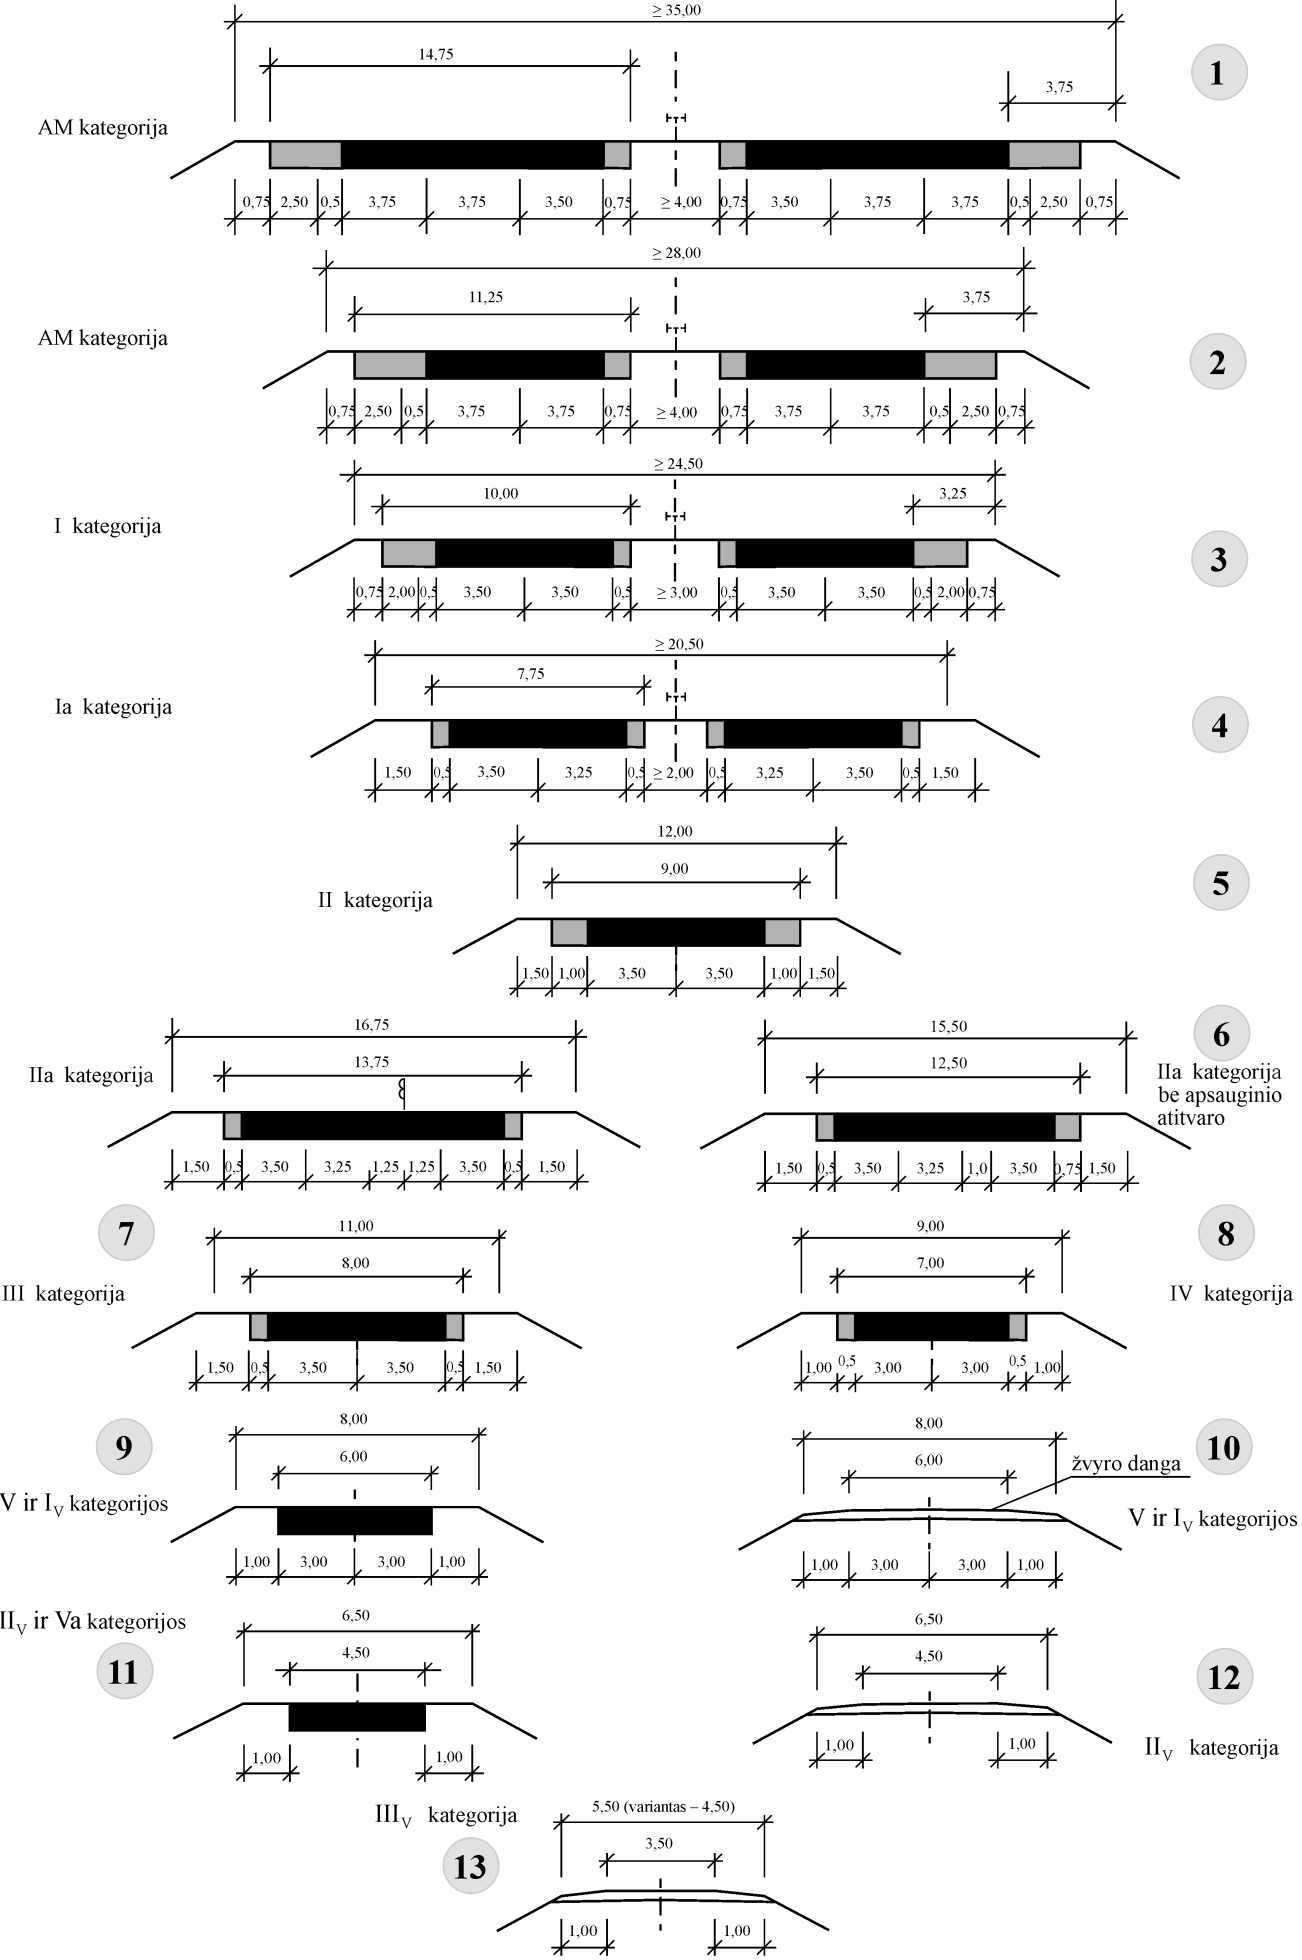 ≥ 35,00
14,75
3,75
1
AM kategorija
0,75 2,50 0,5 3,75 3,75 3,50 0,75 ≥ 4,00 0,75 3,50 3,75 3,75 0,5 2,50 0,75
≥ 28,00
11,25
3,75
AM kategorija
2
0,75 2,50 0,5 3,75 3,75 0,75 ≥ 4,00 0,75 3,75 3,75 0,5 2,50 0,75
≥ 24,50
10,00
3,25
I kategorija
3
0,75 2,00 0,5 3,50 3,50 0,5 ≥ 3,00 0,5 3,50 3,50 0,5 2,00 0,75
≥ 20,50
7,75
Ia kategorija
4
1,50 0,5 3,50 3,25 0,5 ≥ 2,00 0,5 3,25 3,50 0,5 1,50
12,00
9,00
5
II kategorija
1,50 1,00 3,50 3,50 1,00 1,50
16,75
13,75
IIa kategorija
1,50 0,5 3,50 3,25 1,25 1,25 3,50 0,5 1,50
15,50
12,50
6
IIa kategorija
be apsauginio
atitvaro
1,50 0,5 3,50 3,25 1,0 3,50 0,75 1,50
7
11,00
8,00
III kategorija
1,50 0,5 3,50 3,50 0,5 1,50
9,00
7,00
8
IV kategorija
1,00 0,5 3,00 3,00 0,5 1,00
9
8,00
6,00
V ir IV kategorijos
1,00 3,00 3,00 1,00
8,00
6,00
10
žvyro danga
V ir IV kategorijos
1,00 3,00 3,00 1,00
IIV ir Va kategorijos
6,50
4,50
11
1,00 1,00
6,50
4,50
12
IIV kategorija
1,00 1,00
IIIV kategorija
5,50 (variantas – 4,50)
3,50
13
1,00 1,00